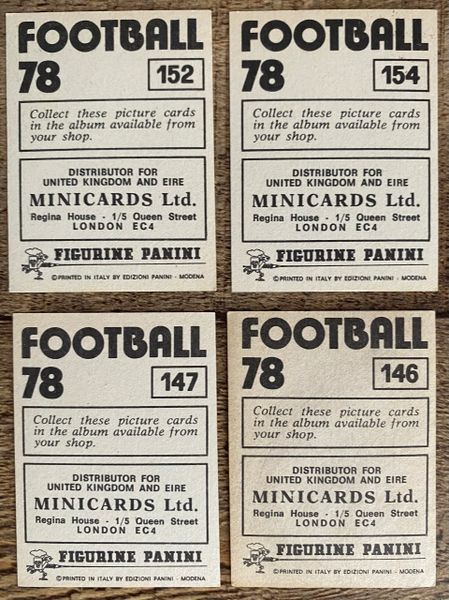 FOOTBALL
78 152
Collect these picture cards
in the album available from
your shop.
DISTRIBUTOR FOR
UNITED KINGDOM AND EIRE
MINICARDS Ltd.
Regina House - 1/5 Queen Street
LONDON EC4
FIGURINE PANINI
©PRINTED IN ITALY BY EDIZIONI PANINI - MODENA
FOOTBALL
78 154
Collect these picture cards
in the album available from
your shop.
DISTRIBUTOR FOR
UNITED KINGDOM AND EIRE
MINICARDS Ltd.
Regina House - 1/5 Queen Street
LONDON EC4
FIGURINE PANINI
©PRINTED IN ITALY BY EDIZIONI PANINI - MODENA
FOOTBALL
78 147
Collect these picture cards
in the album available from
your shop.
DISTRIBUTOR FOR
UNITED KINGDOM AND EIRE
MINICARDS Ltd.
Regina House - 1/5 Queen Street
LONDON EC4
FIGURINE PANINI
©PRINTED IN ITALY BY EDIZIONI PANINI - MODENA
FOOTBALL
78 146
Collect these picture cards
in the album available from
your shop.
DISTRIBUTOR FOR
UNITED KINGDOM AND EIRE
MINICARDS Ltd.
Regina House - 1/5 Queen Street
LONDON EC4
FIGURINE PANINI
©PRINTED IN ITALY BY EDIZIONI PANINI - MODENA